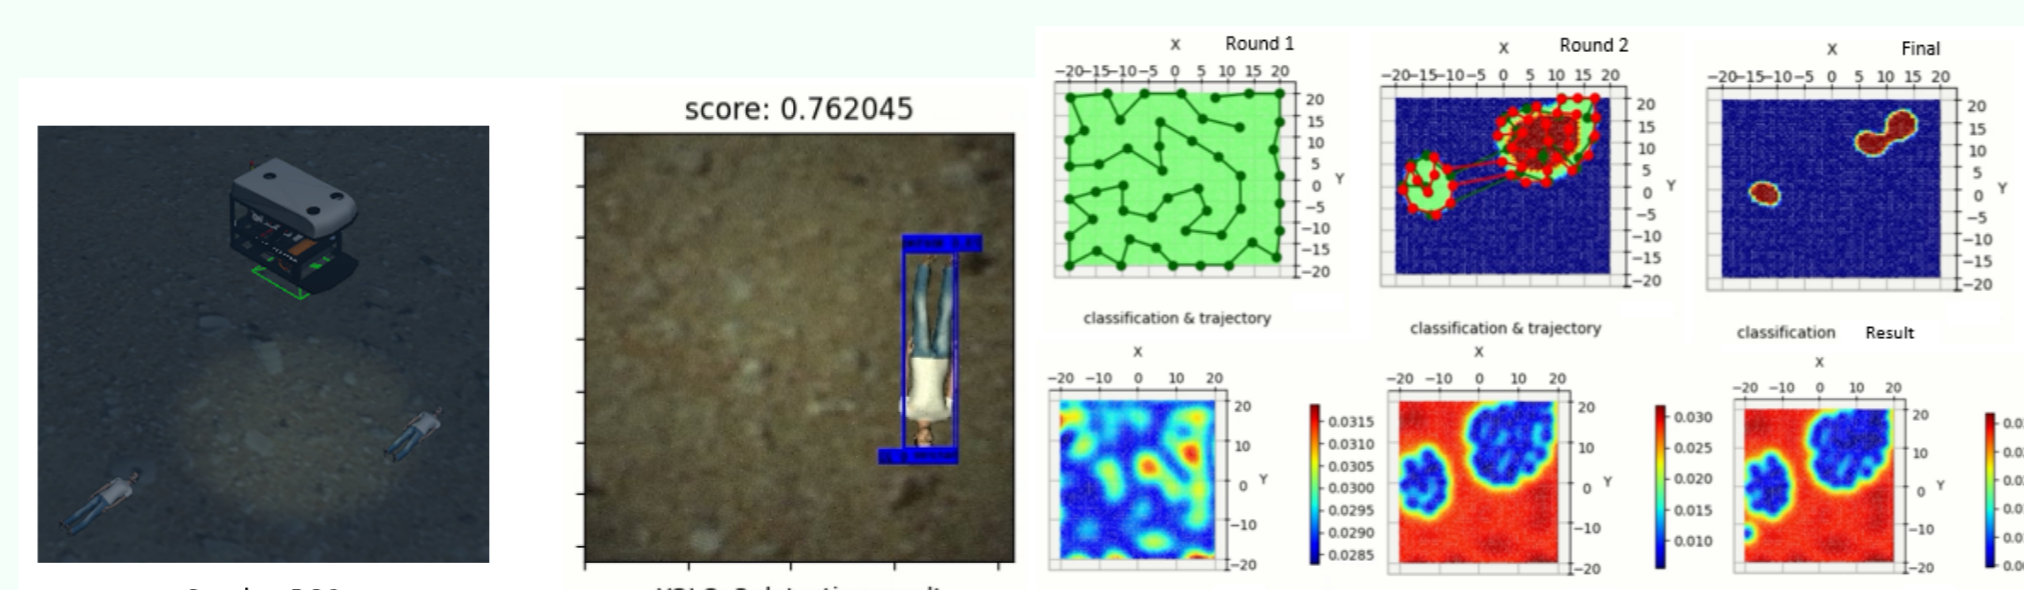 score: 0.762045
X Round 1
-20-15-10-5 0 5 10 15 20
20
15
10
5
0 Y
-5
-10
-15
-20
classification & trajectory
X Round 2
-20-15-10-5 0 5 10 15 20
20
15
10
5
0 Y
-5
-10
-15
-20
classification & trajectory
X Final
-20-15-10-5 0 5 10 15 20
20
15
10
5
0 Y
-5
-10
-15
-20
classification Result
X
-20 -10 0 10 20
20
10
0 Y
-10
-20
0.0315
0.0310
0.0305
0.0300
0.0295
0.0290
0.0285
X
-20 -10 0 10 20
20
10
0 Y
-10
-20
0.030
0.025
0.020
0.015
0.010
X
-20 -10 0 10 20
20
10
0 Y
-10
-20